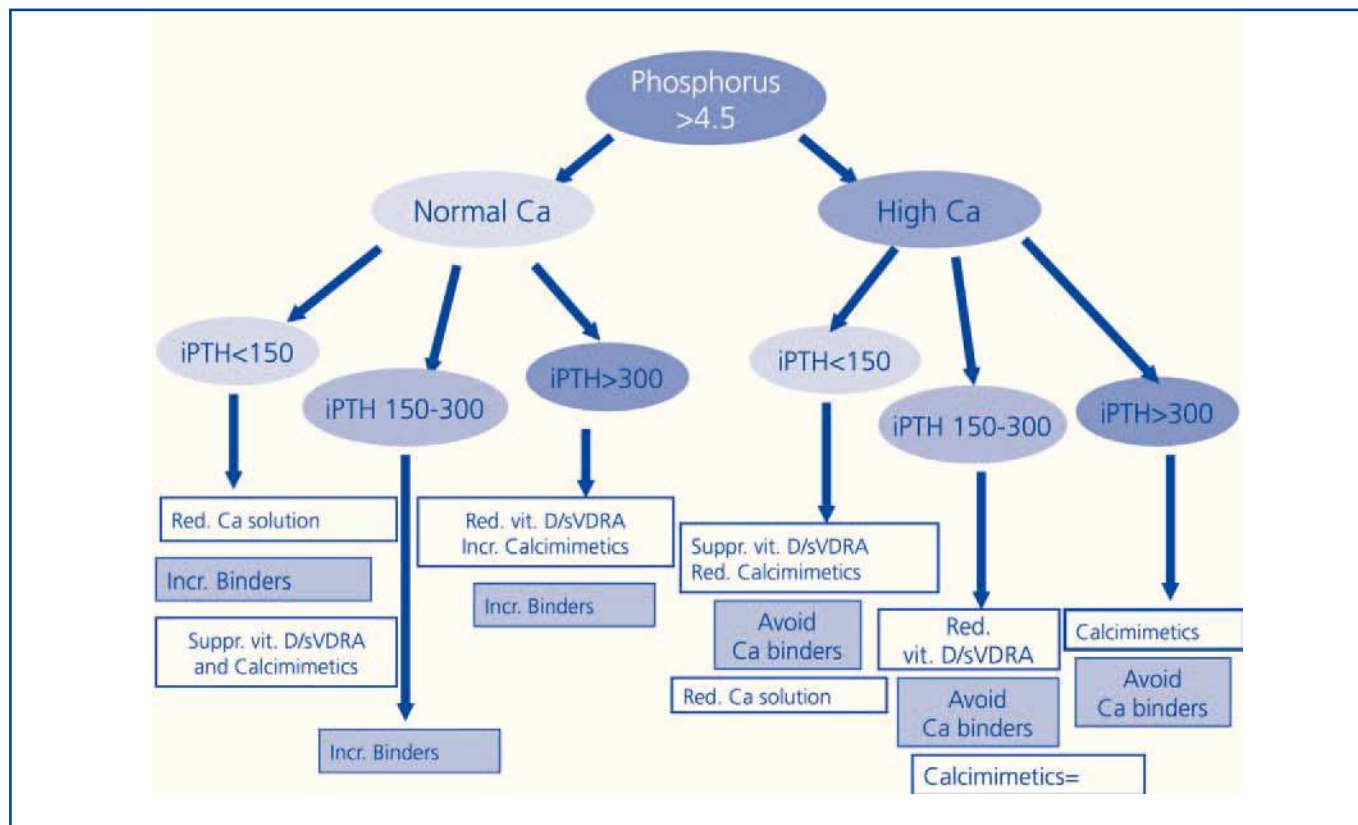 Phosphorus
>4.5
Normal Ca
High Ca
iPTH<150
iPTH 150-300
iPTH>300
iPTH<150
iPTH 150-300
iPTH>300
Red. Ca solution
Incr. Binders
Suppr. vit. D/sVDRA
and Calcimimetics
Incr. Binders
Red. vit. D/sVDRA
Incr. Calcimimetics
Incr. Binders
Suppr. vit. D/sVDRA
Red. Calcimimetics
Avoid
Ca binders
Red. Ca solution
Red.
vit. D/sVDRA
Avoid
Ca binders
Calcimimetics=
Calcimimetics
Avoid
Ca binders